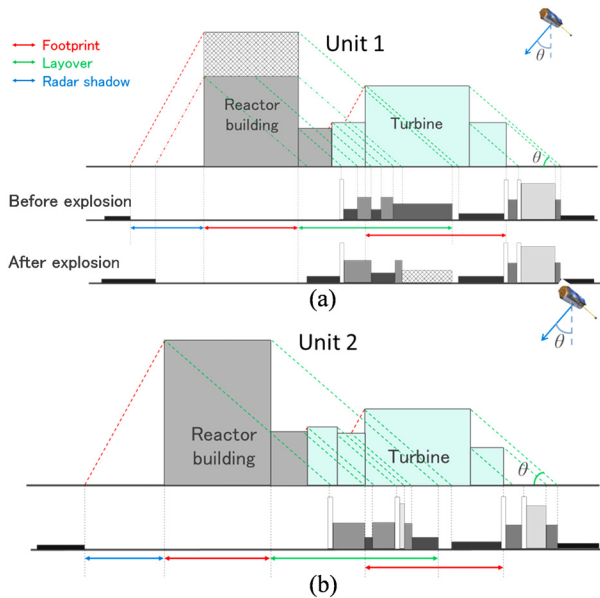 Unit 1
Footprint
Layover
Radar shadow
θ
Reactor
building
Turbine
θ
Before explosion
After explosion
(a)
θ
Unit 2
Reactor
building
Turbine
θ
(b)